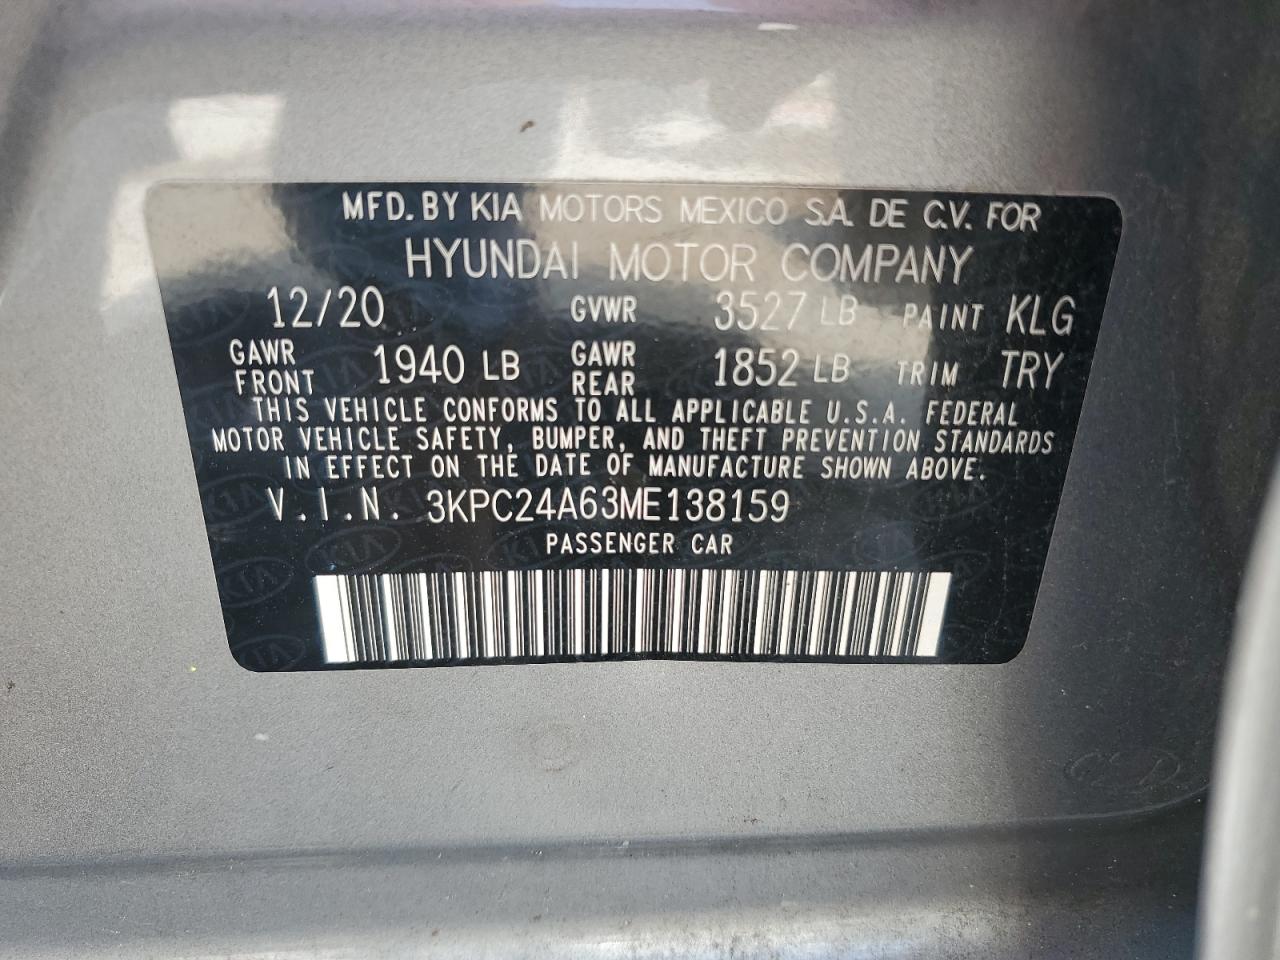 MFD. BY KIA MOTORS MEXICO S.A. DE C.V. FOR
HYUNDAI MOTOR COMPANY
12/20 GVWR 3527 LB PAINT KLG
GAWR FRONT 1940 LB GAWR REAR 1852 LB TRIM TRY
THIS VEHICLE CONFORMS TO ALL APPLICABLE U.S.A. FEDERAL
MOTOR VEHICLE SAFETY, BUMPER, AND THEFT PREVENTION STANDARDS
IN EFFECT ON THE DATE OF MANUFACTURE SHOWN ABOVE.
V.I.N. 3KPC24A63ME138159
PASSENGER CAR